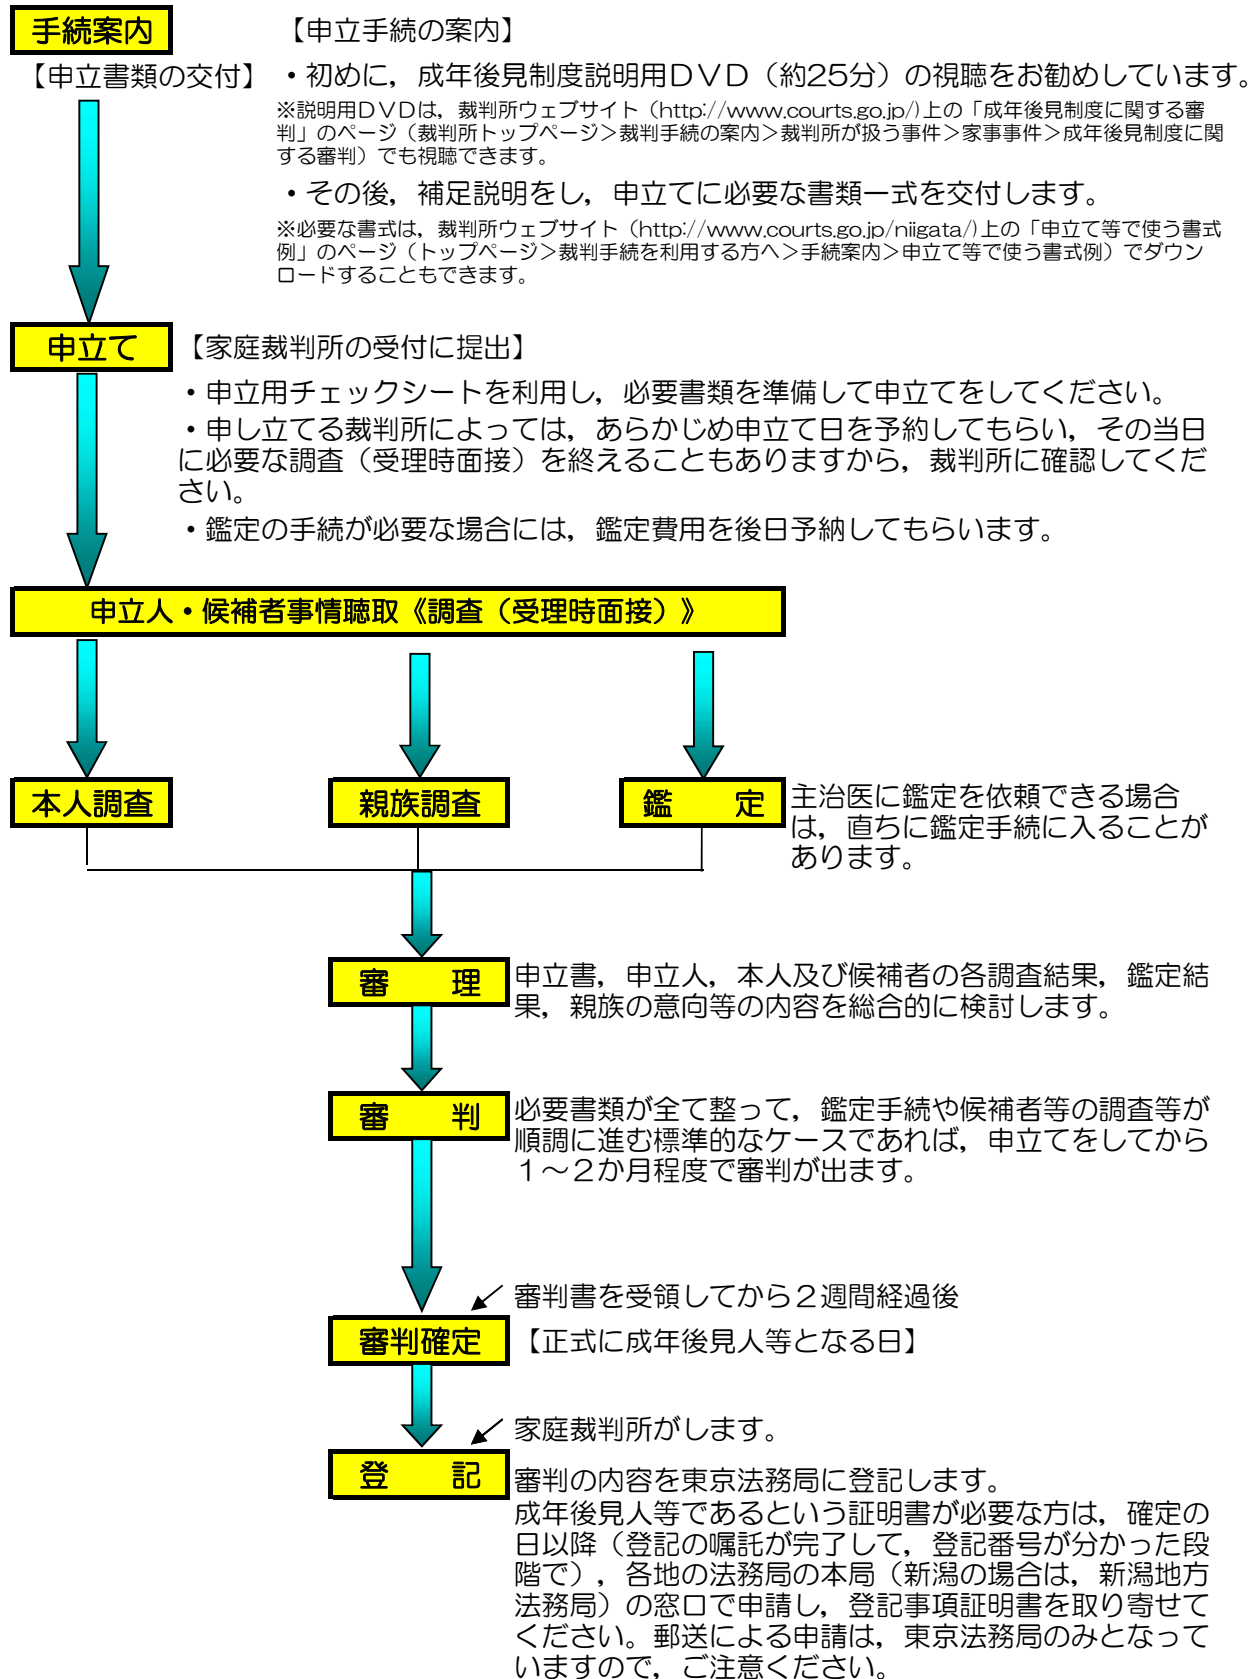 手続案内
【申立手続の案内】
【申立書類の交付】
・初めに，成年後見制度説明用ＤＶＤ（約25分）の視聴をお勧めしています。
※説明用ＤＶＤは，裁判所ウェブサイト（http://www.courts.go.jp/)上の「成年後見制度に関する審
判」のページ（裁判所トップページ＞裁判手続の案内＞裁判所が扱う事件＞家事事件＞成年後見制度に関
する審判）でも視聴できます。
・その後，補足説明をし，申立てに必要な書類一式を交付します。
※必要な書式は，裁判所ウェブサイト（http://www.courts.go.jp/niigata/)上の「申立て等で使う書式
例」のページ（トップページ＞裁判手続を利用する方へ＞手続案内＞申立て等で使う書式例）でダウン
ロードすることもできます。
申立て
【家庭裁判所の受付に提出】
・申立用チェックシートを利用し，必要書類を準備して申立てをしてください。
・申し立てる裁判所によっては，あらかじめ申立て日を予約してもらい，その当日
に必要な調査（受理時面接）を終えることもありますから，裁判所に確認してくだ
さい。
・鑑定の手続が必要な場合には，鑑定費用を後日予納してもらいます。
申立人・候補者事情聴取《調査（受理時面接）》
本人調査
親族調査
鑑　定
主治医に鑑定を依頼できる場合
は，直ちに鑑定手続に入ることが
あります。
審　理
申立書，申立人，本人及び候補者の各調査結果，鑑定結
果，親族の意向等の内容を総合的に検討します。
審　判
必要書類が全て整って，鑑定手続や候補者等の調査等が
順調に進む標準的なケースであれば，申立てをしてから
１～２か月程度で審判が出ます。
審判書を受領してから２週間経過後
審判確定
【正式に成年後見人等となる日】
家庭裁判所がします。
登　記
審判の内容を東京法務局に登記します。
成年後見人等であるという証明書が必要な方は，確定の
日以降（登記の嘱託が完了して，登記番号が分かった段
階で），各地の法務局の本局（新潟の場合は，新潟地方
法務局）の窓口で申請し，登記事項証明書を取り寄せて
ください。郵送による申請は，東京法務局のみとなって
いますので，ご注意ください。